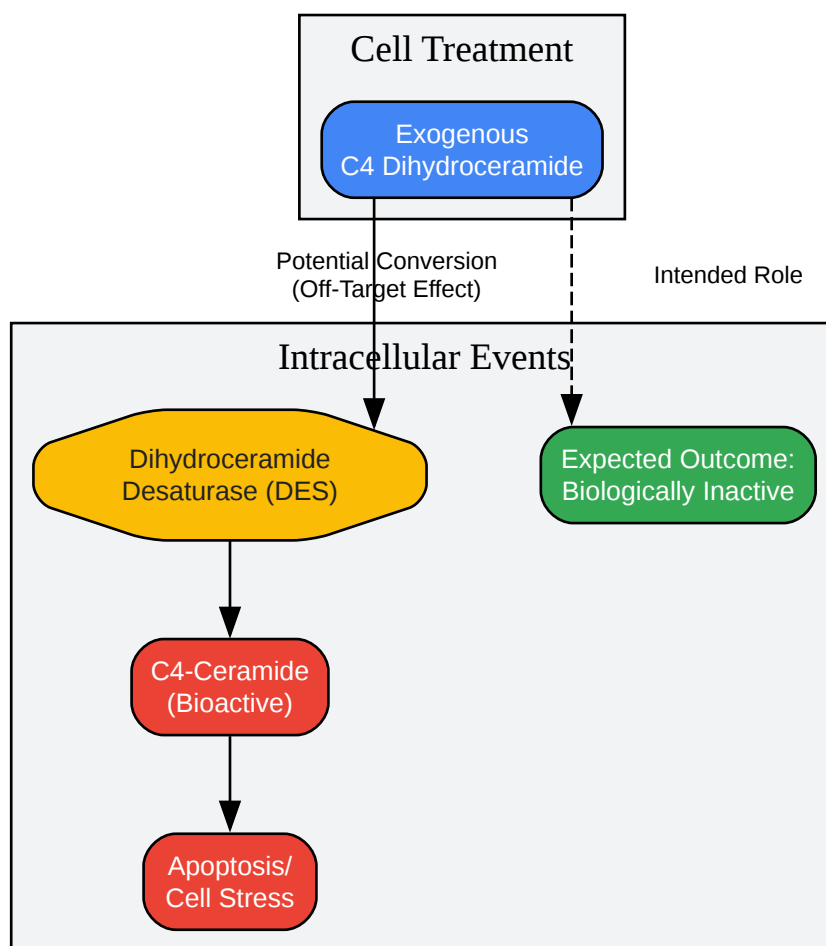 Cell Treatment
Exogenous
C4 Dihydroceramide
Potential Conversion
(Off-Target Effect)
Intended Role
Intracellular Events
Dihydroceramide
Desaturase (DES)
Expected Outcome:
Biologically Inactive
C4-Ceramide
(Bioactive)
Apoptosis/
Cell Stress